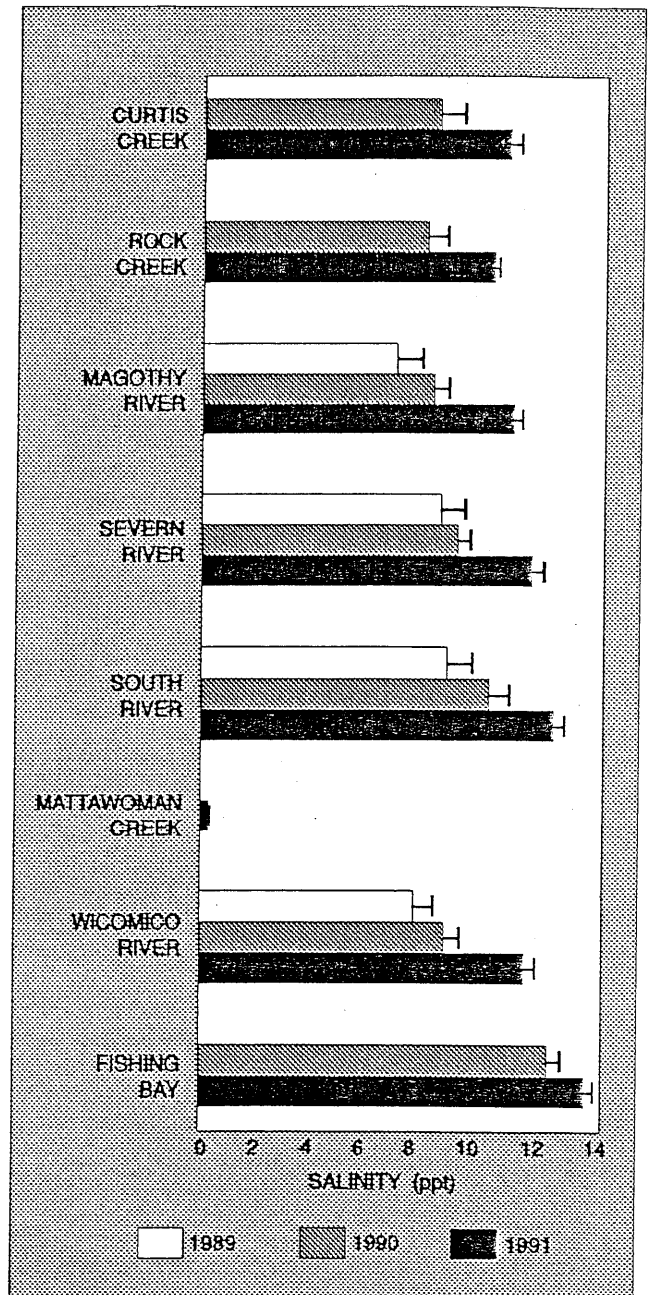 CURTIS
CREEK
ROCK
CREEK
MAGOTHY
RIVER
SEVERN
RIVER
SOUTH
RIVER
MATTAWOMAN
CREEK
WICOMICO
RIVER
FISHING
BAY
0 2 4 6 8 10 12 14
SALINITY (ppt)
1989 1990 1991